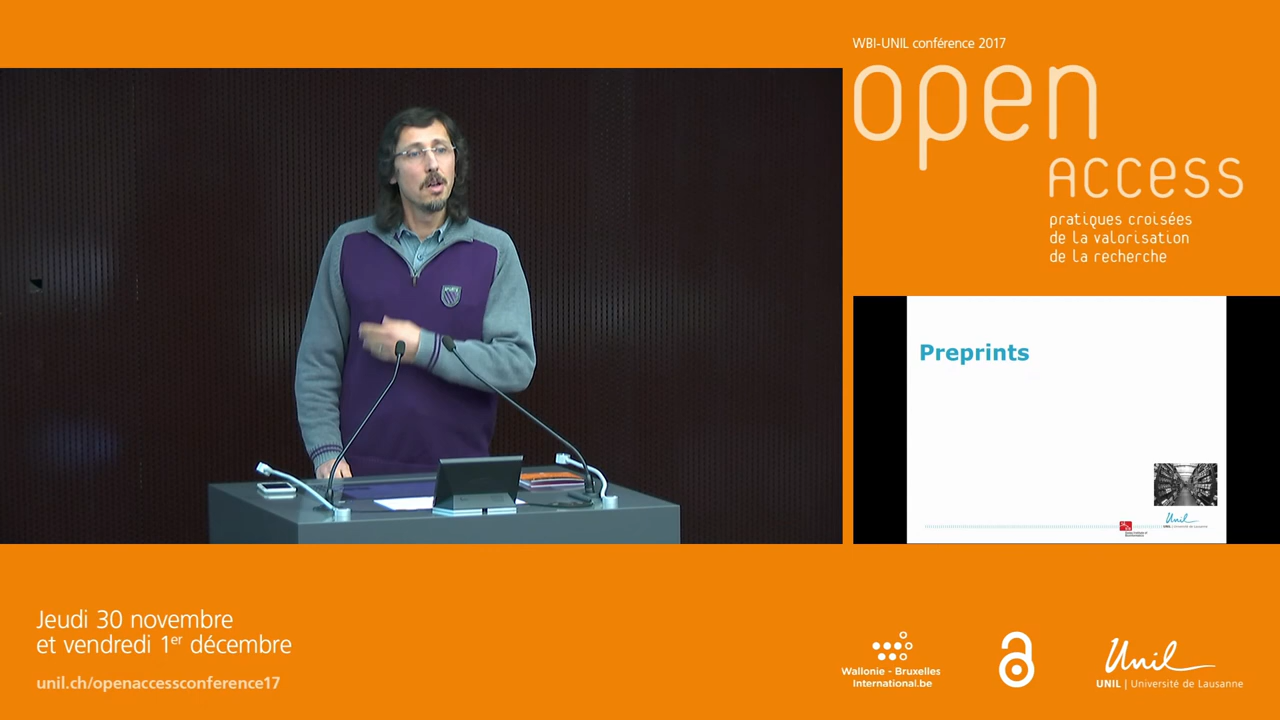 WBI-UNIL conférence 2017
open
access
pratiques croisées
de la valorisation
de la recherche
Preprints
Unil
Jeudi 30 novembre
et vendredi 1er décembre
unil.ch/openaccessconference17
Wallonie - Bruxelles
International.be
Unil
UNIL | Université de Lausanne